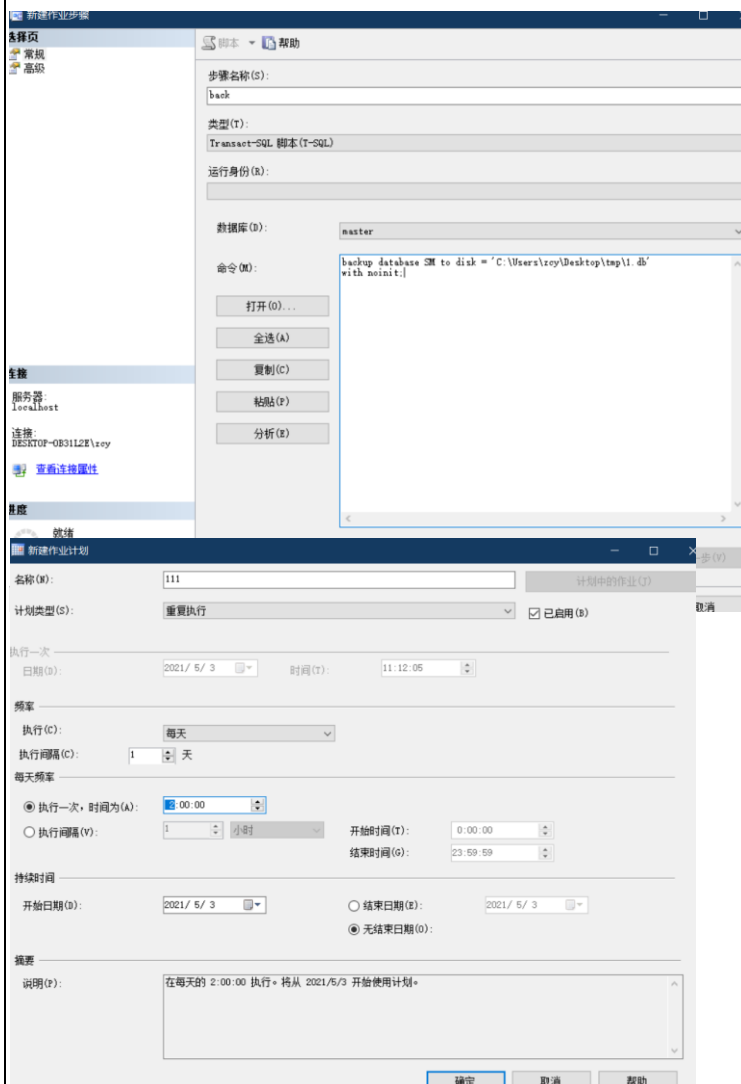 新建作业步骤
选择页
常规
高级
脚本 帮助
步骤名称(S):
back
类型(T):
Transact-SQL 脚本(T-SQL)
运行身份(R):
数据库(D):
master
命令(M):
backup database SM to disk = 'C:\Users\zcy\Desktop\tmp\1.db'
with noinit;
打开(O)...
全选(A)
复制(C)
粘贴(P)
分析(E)
连接
服务器:
localhost
连接:
DESKTOP-OB31L2E\zcy
查看连接属性
进度
就绪
步(V)
取消
新建作业计划
名称(N):
111
计划中的作业(J)
计划类型(S):
重复执行
已启用(B)
执行一次
日期(D):
2021/ 5/ 3
时间(T):
11:12:05
频率
执行(C):
每天
执行间隔(C):
1 天
每天频率
执行一次，时间为(A):
2:00:00
执行间隔(V):
1 小时
开始时间(T):
0:00:00
结束时间(G):
23:59:59
持续时间
开始日期(D):
2021/ 5/ 3
结束日期(E):
2021/ 5/ 3
无结束日期(O):
摘要
说明(P):
在每天的 2:00:00 执行。将从 2021/5/3 开始使用计划。
确定 取消 帮助